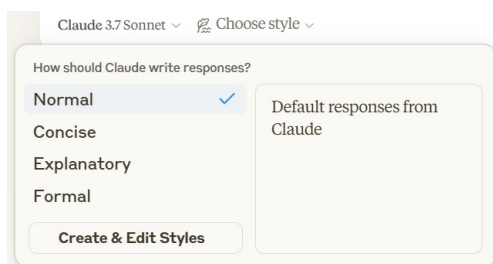 Claude 3.7 Sonnet Choose style
How should Claude write responses?
Normal
Concise
Explanatory
Formal
Create & Edit Styles
Default responses from
Claude